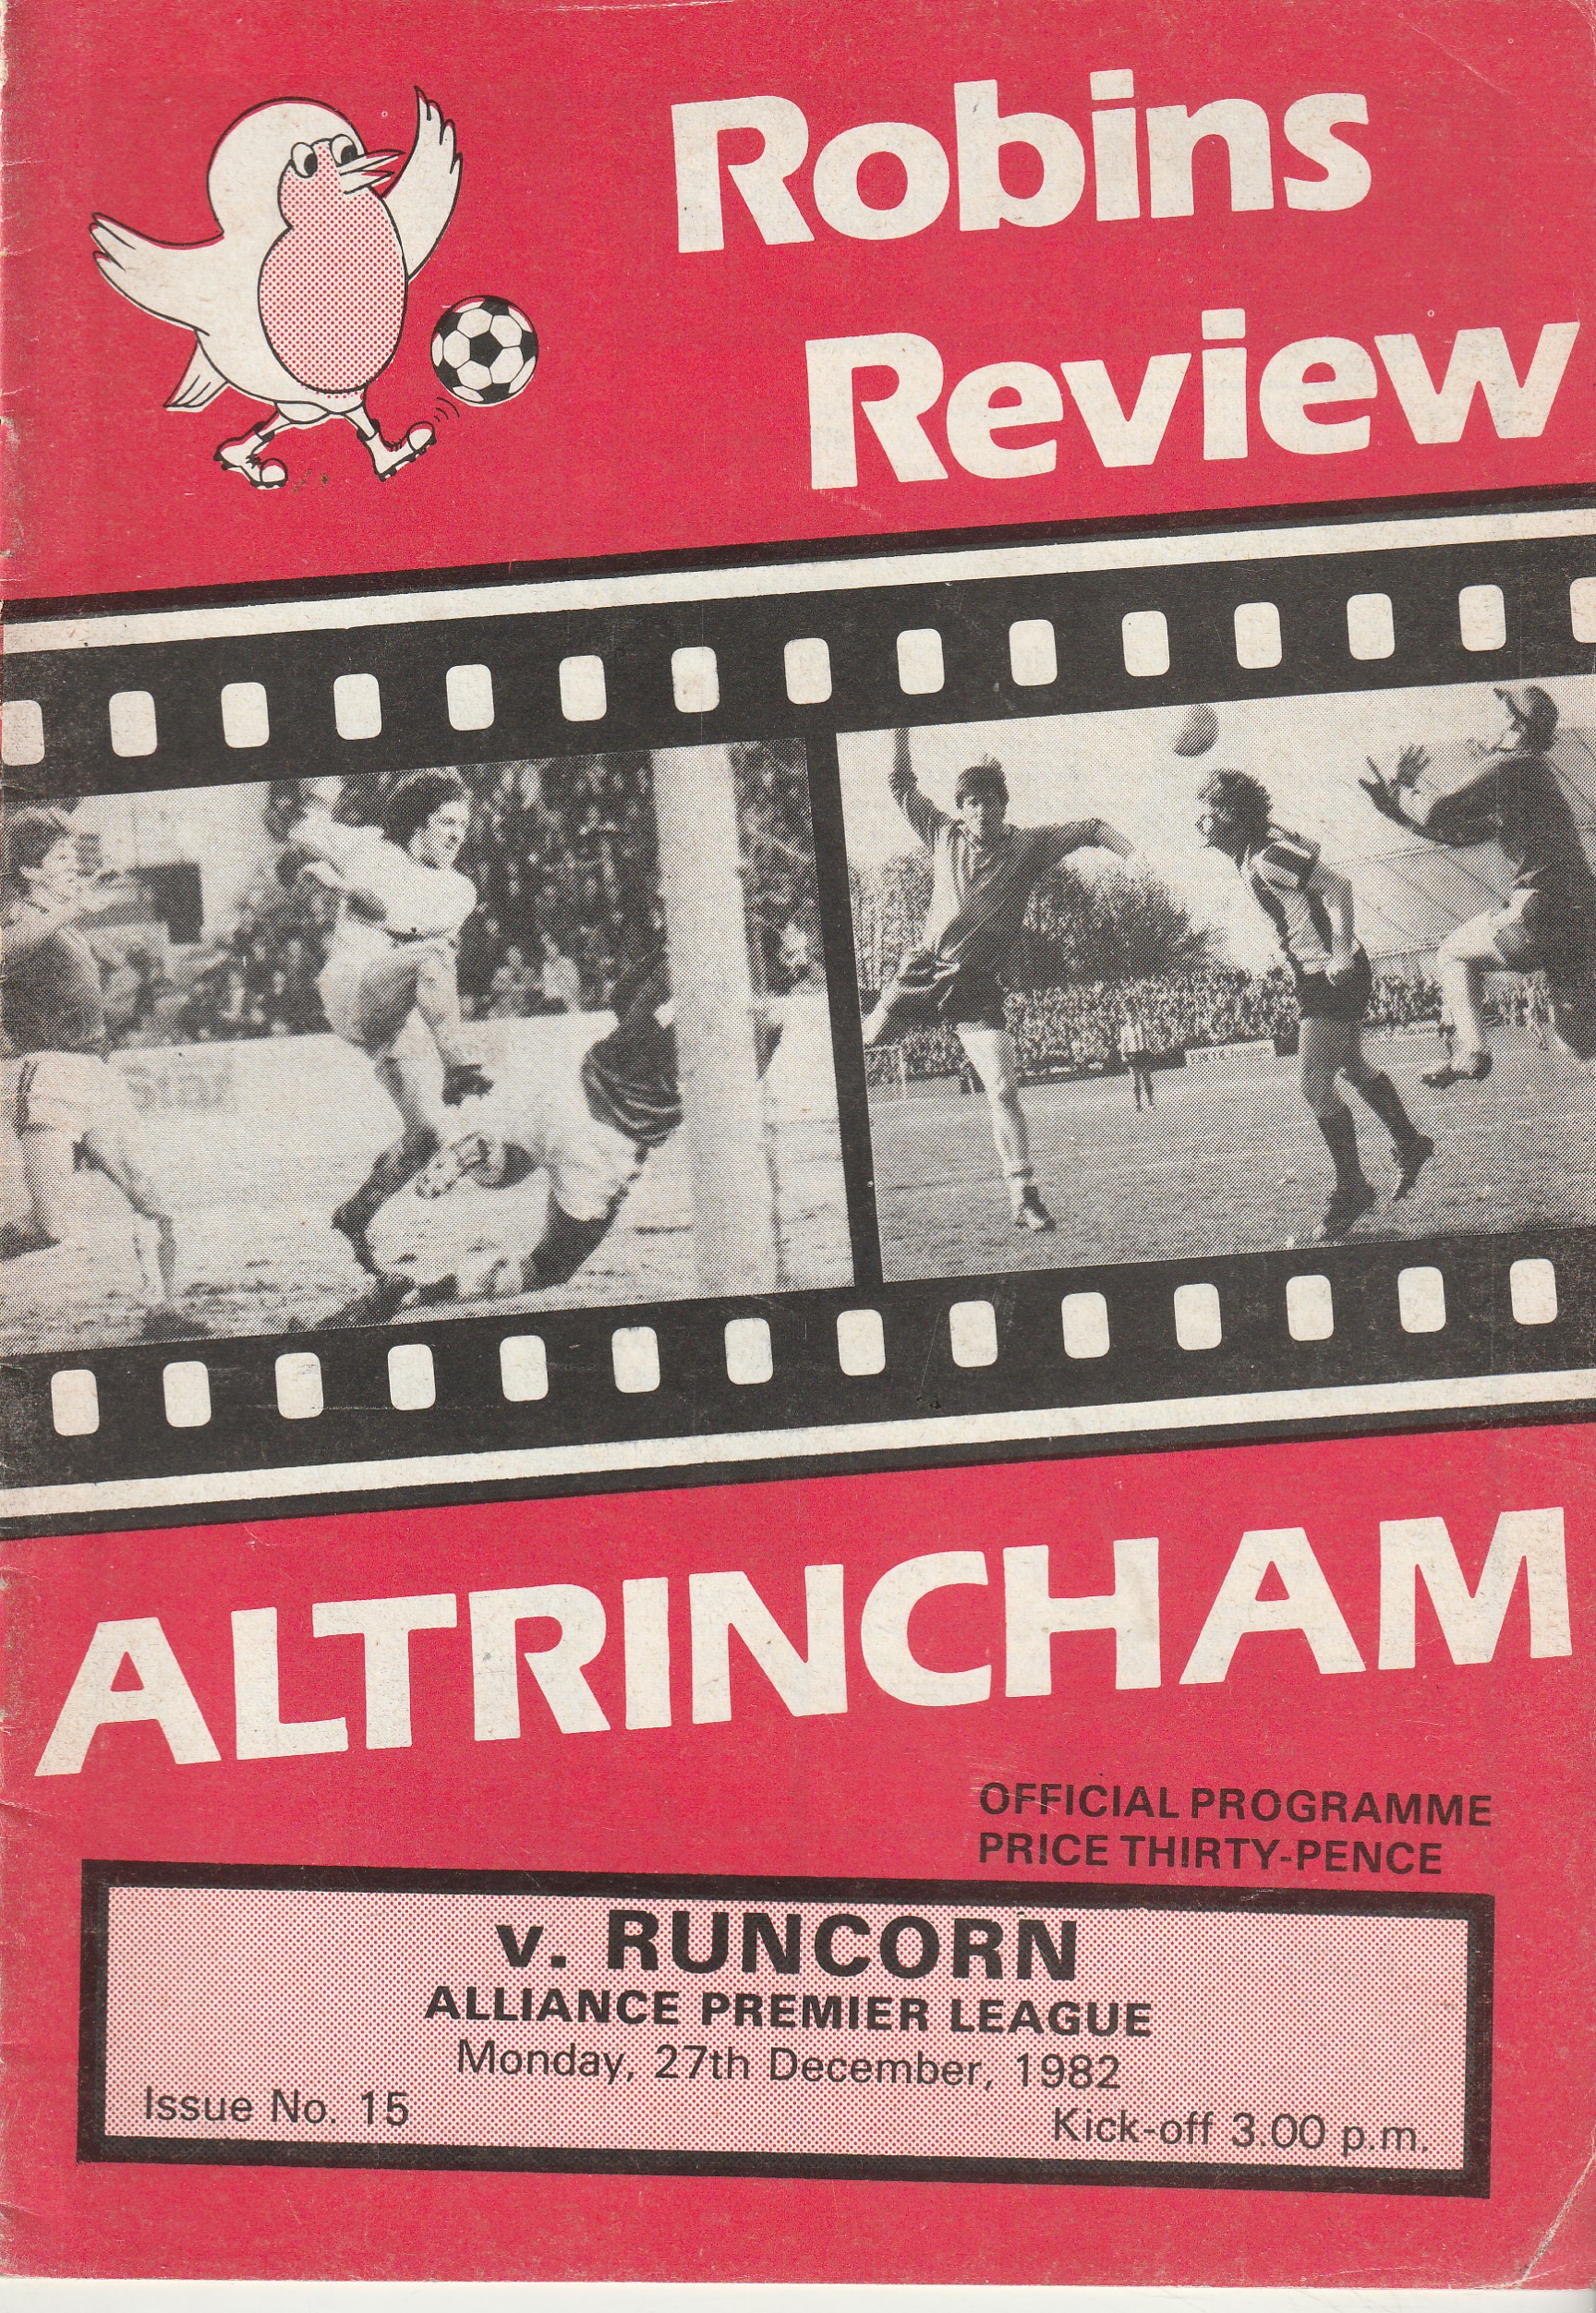 Robins
Review
ALTRINCHAM
OFFICIAL PROGRAMME
PRICE THIRTY-PENCE
v. RUNCORN
ALLIANCE PREMIER LEAGUE
Monday, 27th December, 1982
Issue No. 15
Kick-off 3.00 p.m.